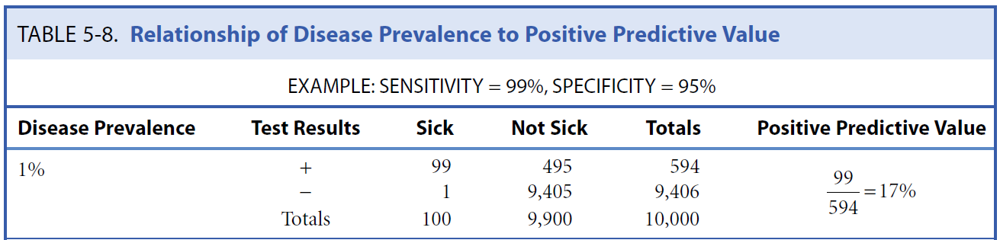 TABLE 5-8. Relationship of Disease Prevalence to Positive Predictive Value
EXAMPLE: SENSITIVITY = 99%, SPECIFICITY = 95%
Disease Prevalence Test Results Sick Not Sick Totals Positive Predictive Value
1% + 99 495 594 99/594 = 17%
− 1 9,405 9,406
Totals 100 9,900 10,000